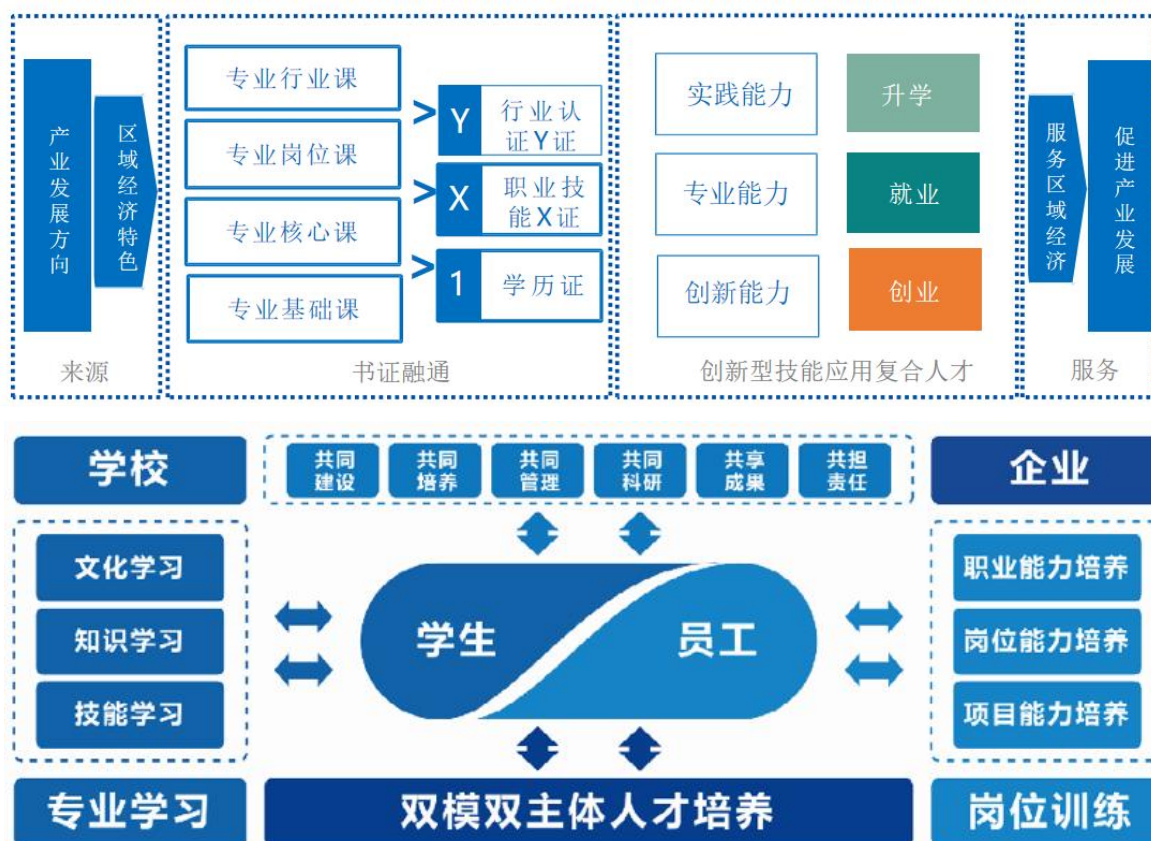 产业发展方向
区域经济特色
来源
专业行业课
专业岗位课
专业核心课
专业基础课
>
>
>
Y
行业认
证Y证
X
职业技
能X证
1
学历证
书证融通
实践能力
专业能力
创新能力
升学
就业
创业
创新型技能应用复合人才
服务区域经济
促进产业发展
服务
学校
共同
建设
共同
培养
共同
管理
共同
科研
共享
成果
共担
责任
企业
文化学习
知识学习
技能学习
学生
员工
职业能力培养
岗位能力培养
项目能力培养
专业学习
双模双主体人才培养
岗位训练